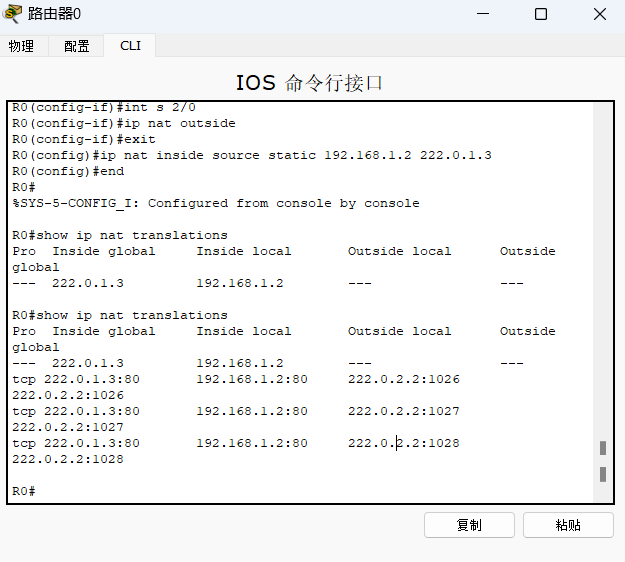 路由器0
物理 配置 CLI
IOS 命令行接口
R0(config-if)#int s 2/0
R0(config-if)#ip nat outside
R0(config-if)#exit
R0(config)#ip nat inside source static 192.168.1.2 222.0.1.3
R0(config)#end
R0#
%SYS-5-CONFIG_I: Configured from console by console
R0#show ip nat translations
Pro  Inside global     Inside local       Outside local      Outside
global
---  222.0.1.3         192.168.1.2        ---                ---
R0#show ip nat translations
Pro  Inside global     Inside local       Outside local      Outside
global
---  222.0.1.3         192.168.1.2        ---                ---
tcp 222.0.1.3:80       192.168.1.2:80     222.0.2.2:1026
222.0.2.2:1026
tcp 222.0.1.3:80       192.168.1.2:80     222.0.2.2:1027
222.0.2.2:1027
tcp 222.0.1.3:80       192.168.1.2:80     222.0.2.2:1028
222.0.2.2:1028
R0#
复制 粘贴